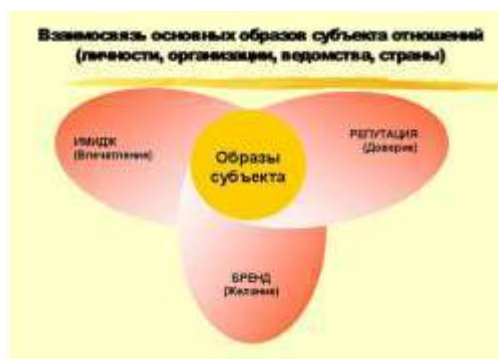 Взаимосвязь основных образов субъекта отношений
(личности, организации, ведомства, страны)
ИМИДЖ
(Впечатление)
РЕПУТАЦИЯ
(Доверие)
Образы
субъекта
БРЕНД
(Желание)